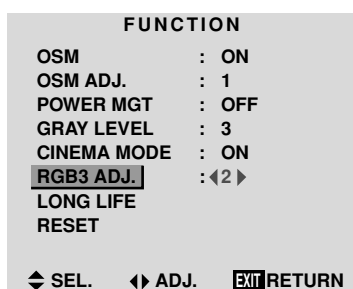 FUNCTION
OSM : ON
OSM ADJ. : 1
POWER MGT : OFF
GRAY LEVEL : 3
CINEMA MODE : ON
RGB3 ADJ. : 2
LONG LIFE
RESET
SEL. ADJ. EXIT RETURN